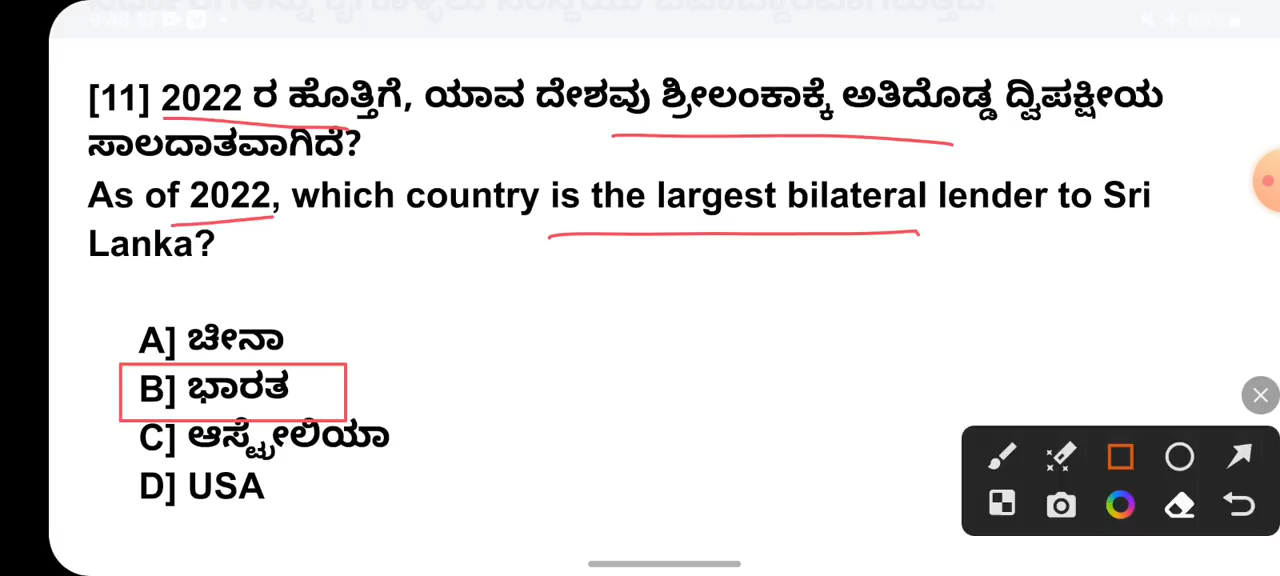 [11] 2022 ರ ಹೊತ್ತಿಗೆ, ಯಾವ ದೇಶವು ಶ್ರೀಲಂಕಾಕ್ಕೆ ಅತಿದೊಡ್ಡ ದ್ವಿಪಕ್ಷೀಯ
ಸಾಲದಾತವಾಗಿದೆ?
As of 2022, which country is the largest bilateral lender to Sri
Lanka?
A] ಚೀನಾ
B] ಭಾರತ
C] ಆಸ್ಟ್ರೇಲಿಯಾ
D] USA